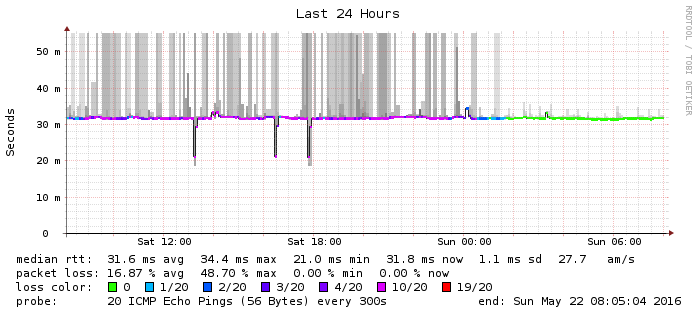 Last 24 Hours
RRDTOOL / TOBI OETIKER
Seconds
50 m
40 m
30 m
20 m
10 m
0
Sat 12:00 Sat 18:00 Sun 00:00 Sun 06:00
median rtt: 31.6 ms avg 34.4 ms max 21.0 ms min 31.8 ms now 1.1 ms sd 27.7 am/s
packet loss: 16.87 % avg 48.70 % max 0.00 % min 0.00 % now
loss color: 0 1/20 2/20 3/20 4/20 10/20 19/20
probe: 20 ICMP Echo Pings (56 Bytes) every 300s end: Sun May 22 08:05:04 2016